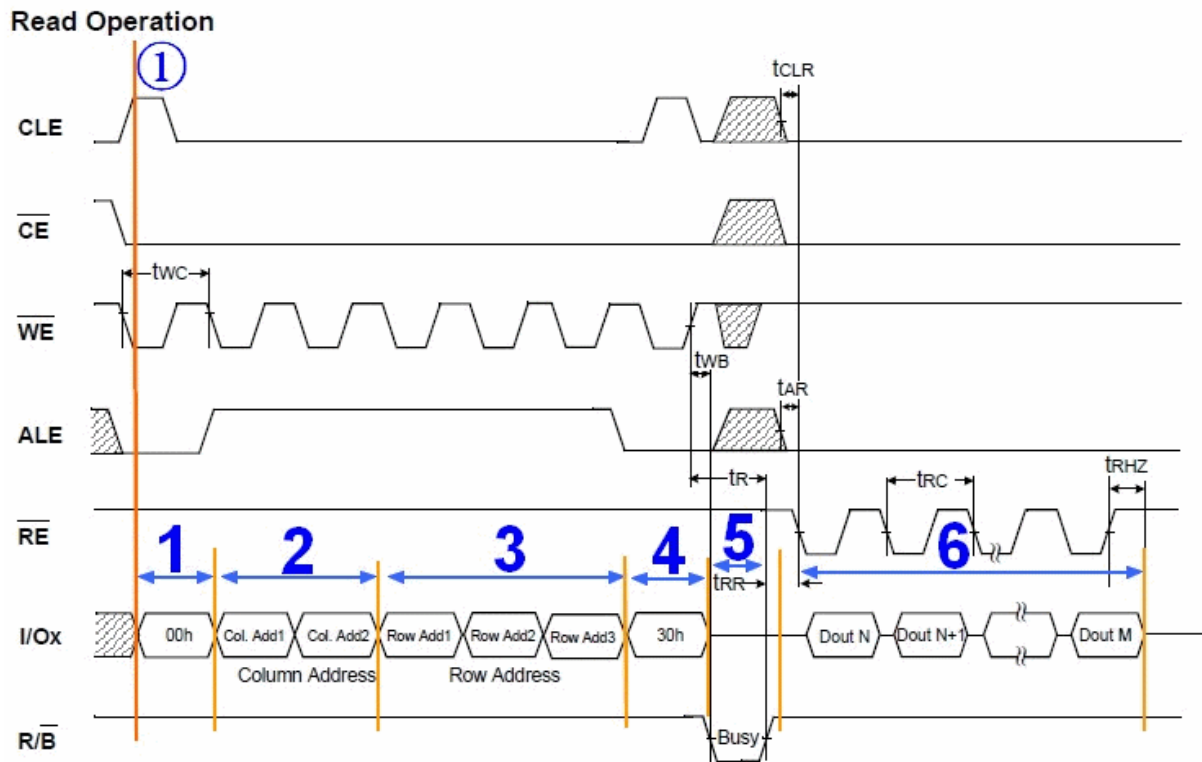 Read Operation
①
tCLR
CLE
CE
tWC
WE
tWB
tAR
ALE
tR
tRC
tRHZ
RE
1 2 3 4 5 6
tRR
I/Ox
00h Col. Add1 Col. Add2 Row Add1 Row Add2 Row Add3 30h Dout N Dout N+1 Dout M
Column Address Row Address
R/B Busy